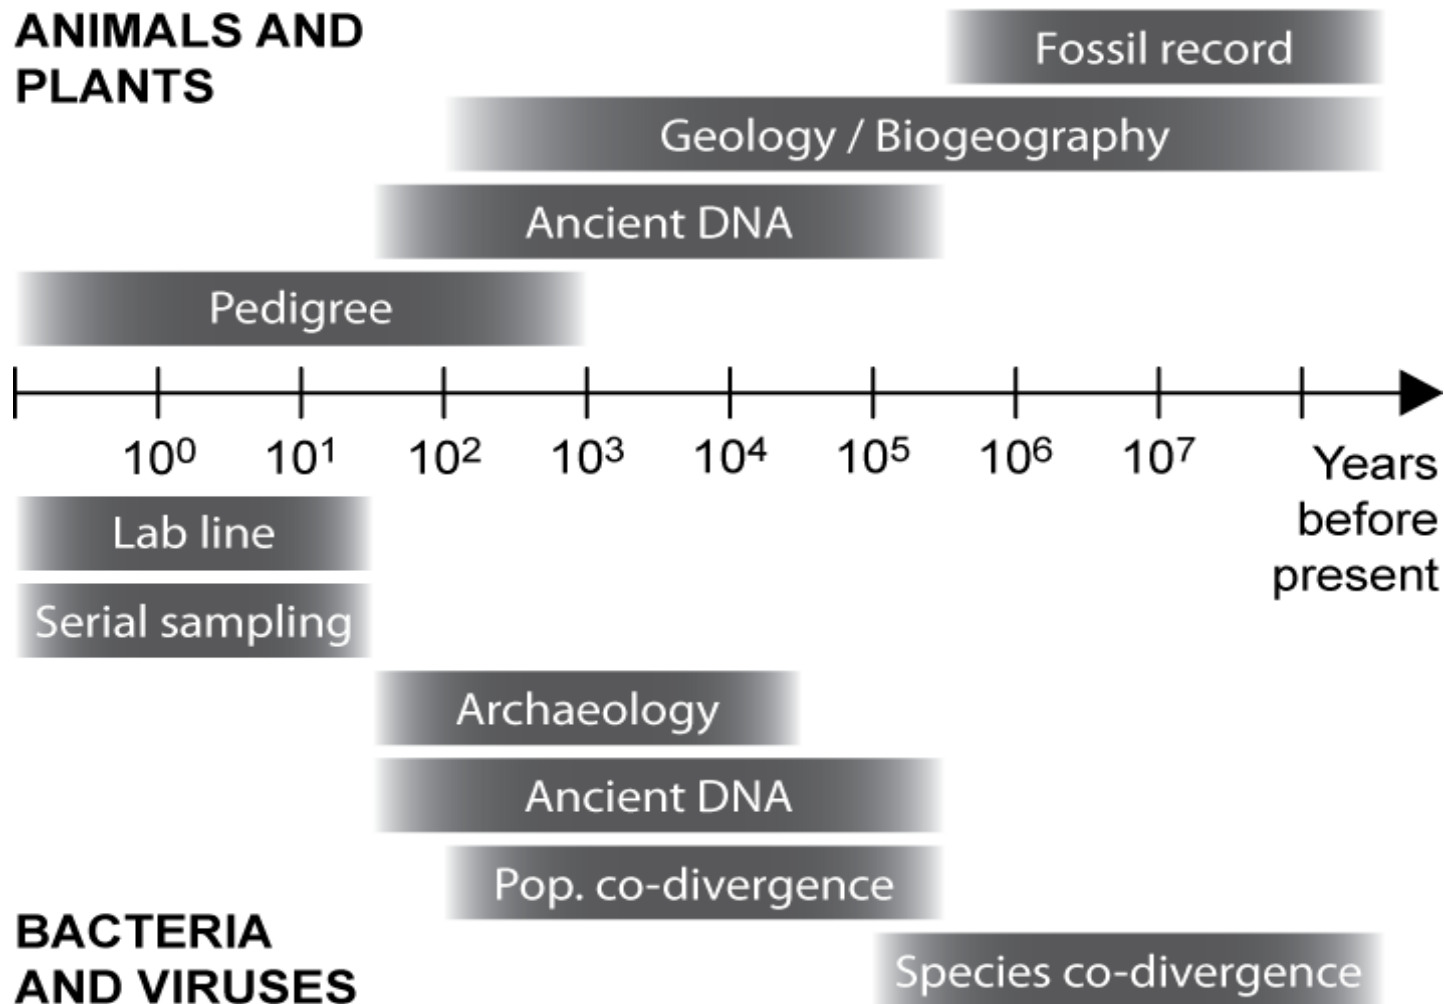 ANIMALS AND
PLANTS
Fossil record
Geology / Biogeography
Ancient DNA
Pedigree
10⁰ 10¹ 10² 10³ 10⁴ 10⁵ 10⁶ 10⁷
Years
before
present
Lab line
Serial sampling
Archaeology
Ancient DNA
Pop. co-divergence
BACTERIA
AND VIRUSES
Species co-divergence